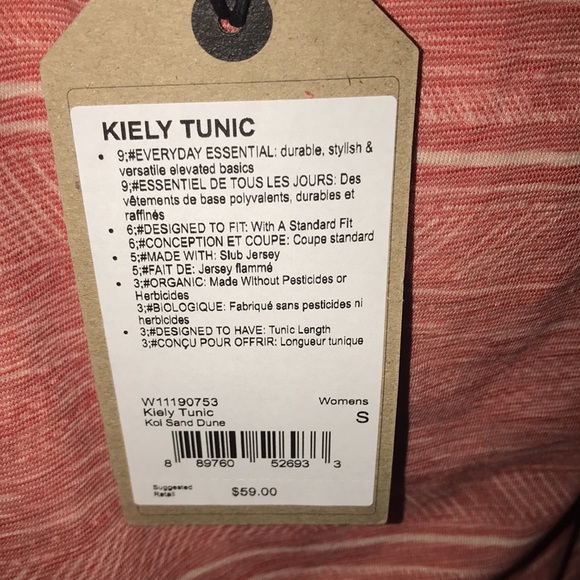 KIELY TUNIC
• 9;#EVERYDAY ESSENTIAL: durable, stylish &
versatile elevated basics
9;#ESSENTIEL DE TOUS LES JOURS: Des
vêtements de base polyvalents, durables et
raffinés
• 6;#DESIGNED TO FIT: With A Standard Fit
6;#CONCEPTION ET COUPE: Coupe standard
• 5;#MADE WITH: Slub Jersey
5;#FAIT DE: Jersey flammé
• 3;#ORGANIC: Made Without Pesticides or
Herbicides
3;#BIOLOGIQUE: Fabriqué sans pesticides ni
herbicides
• 3;#DESIGNED TO HAVE: Tunic Length
3;#CONÇU POUR OFFRIR: Longueur tunique
W11190753 Womens
Kiely Tunic S
Koi Sand Dune
8 89760 52693 3
Suggested
Retail $59.00